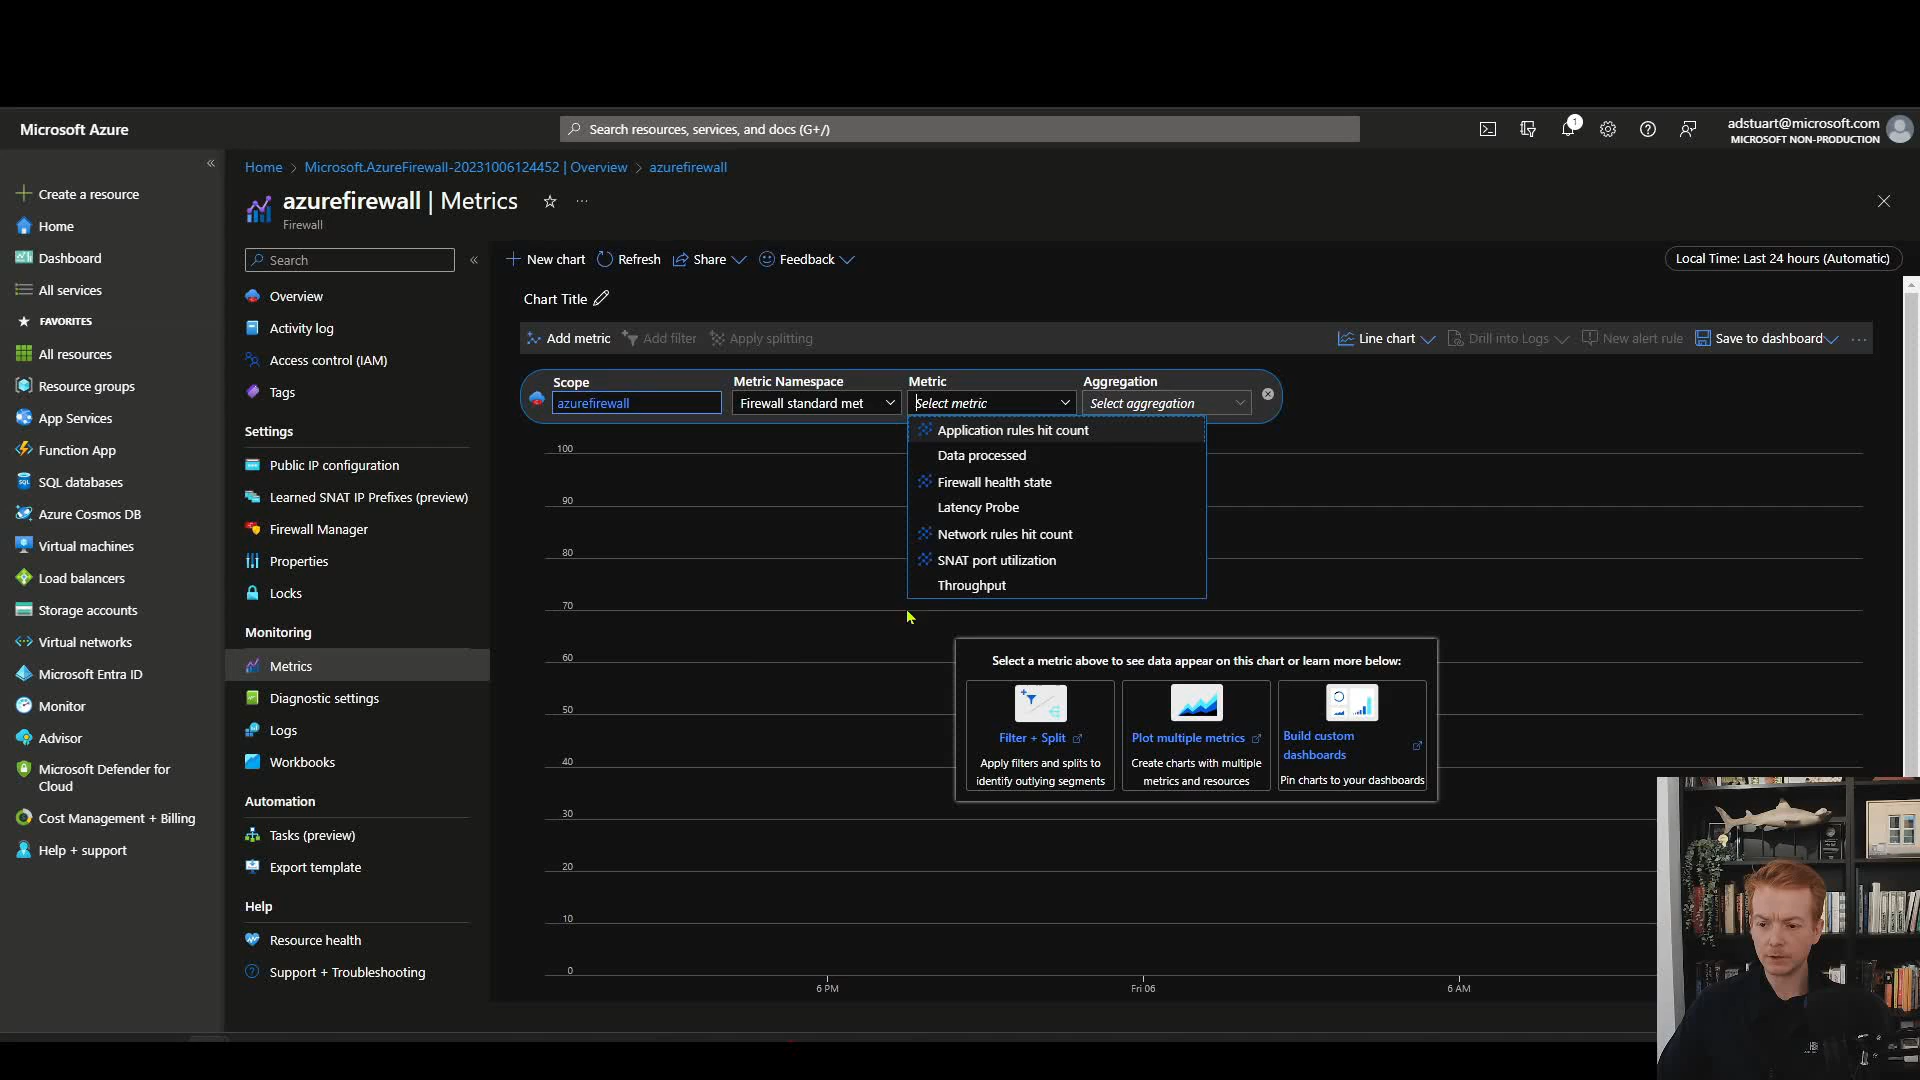 Microsoft Azure
Search resources, services, and docs (G+/)
1
adstuart@microsoft.com
MICROSOFT NON-PRODUCTION
Create a resource
Home
Dashboard
All services
FAVORITES
All resources
Resource groups
App Services
Function App
SQL databases
Azure Cosmos DB
Virtual machines
Load balancers
Storage accounts
Virtual networks
Microsoft Entra ID
Monitor
Advisor
Microsoft Defender for
Cloud
Cost Management + Billing
Help + support
Home > Microsoft.AzureFirewall-20231006124452 | Overview > azurefirewall
azurefirewall | Metrics
Firewall
Search
Overview
Activity log
Access control (IAM)
Tags
Settings
Public IP configuration
Learned SNAT IP Prefixes (preview)
Firewall Manager
Properties
Locks
Monitoring
Metrics
Diagnostic settings
Logs
Workbooks
Automation
Tasks (preview)
Export template
Help
Resource health
Support + Troubleshooting
New chart
Refresh
Share
Feedback
Local Time: Last 24 hours (Automatic)
Chart Title
Add metric
Add filter
Apply splitting
Line chart
Drill into Logs
New alert rule
Save to dashboard
Scope
azurefirewall
Metric Namespace
Firewall standard met
Metric
Select metric
Aggregation
Select aggregation
Application rules hit count
Data processed
Firewall health state
Latency Probe
Network rules hit count
SNAT port utilization
Throughput
100
90
80
70
60
50
40
30
20
10
0
6 PM
Fri 06
6 AM
Select a metric above to see data appear on this chart or learn more below:
Filter + Split
Apply filters and splits to
identify outlying segments
Plot multiple metrics
Create charts with multiple
metrics and resources
Build custom
dashboards
Pin charts to your dashboards